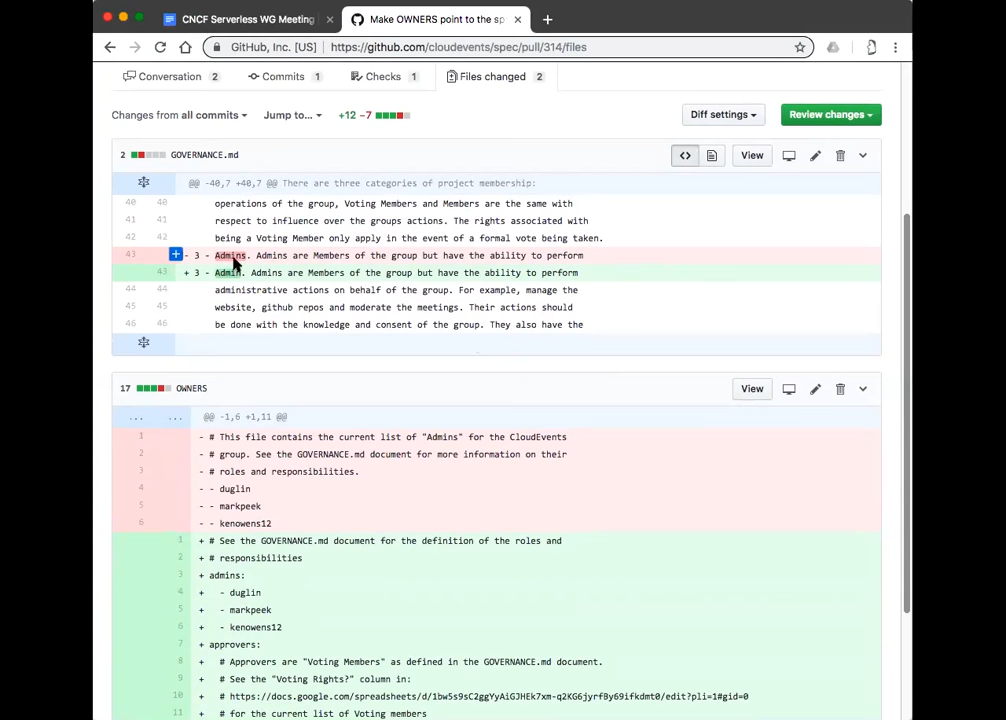 CNCF Serverless WG Meeting
Make OWNERS point to the sp
GitHub, Inc. [US]
https://github.com/cloudevents/spec/pull/314/files
Conversation 2 Commits 1 Checks 1 Files changed 2
Changes from all commits Jump to... +12 −7 Diff settings Review changes
2 GOVERNANCE.md View
@@ -40,7 +40,7 @@ There are three categories of project membership:
40 40 operations of the group, Voting Members and Members are the same with
41 41 respect to influence over the groups actions. The rights associated with
42 42 being a Voting Member only apply in the event of a formal vote being taken.
43 - 3 - Admins. Admins are Members of the group but have the ability to perform
43 + 3 - Admin. Admins are Members of the group but have the ability to perform
44 44 administrative actions on behalf of the group. For example, manage the
45 45 website, github repos and moderate the meetings. Their actions should
46 46 be done with the knowledge and consent of the group. They also have the
17 OWNERS View
... ... @@ -1,6 +1,11 @@
1 - # This file contains the current list of "Admins" for the CloudEvents
2 - # group. See the GOVERNANCE.md document for more information on their
3 - # roles and responsibilities.
4 - - duglin
5 - - markpeek
6 - - kenowens12
1 + # See the GOVERNANCE.md document for the definition of the roles and
2 + # responsibilities
3 + admins:
4 + - duglin
5 + - markpeek
6 + - kenowens12
7 + approvers:
8 + # Approvers are "Voting Members" as defined in the GOVERNANCE.md document.
9 + # See the "Voting Rights?" column in:
10 + # https://docs.google.com/spreadsheets/d/1bw5s9sC2ggYyAiGJHEk7xm-q2KG6jyrf9y69ifkdmt0/edit?pli=1#gid=0
11 + # for the current list of Voting members